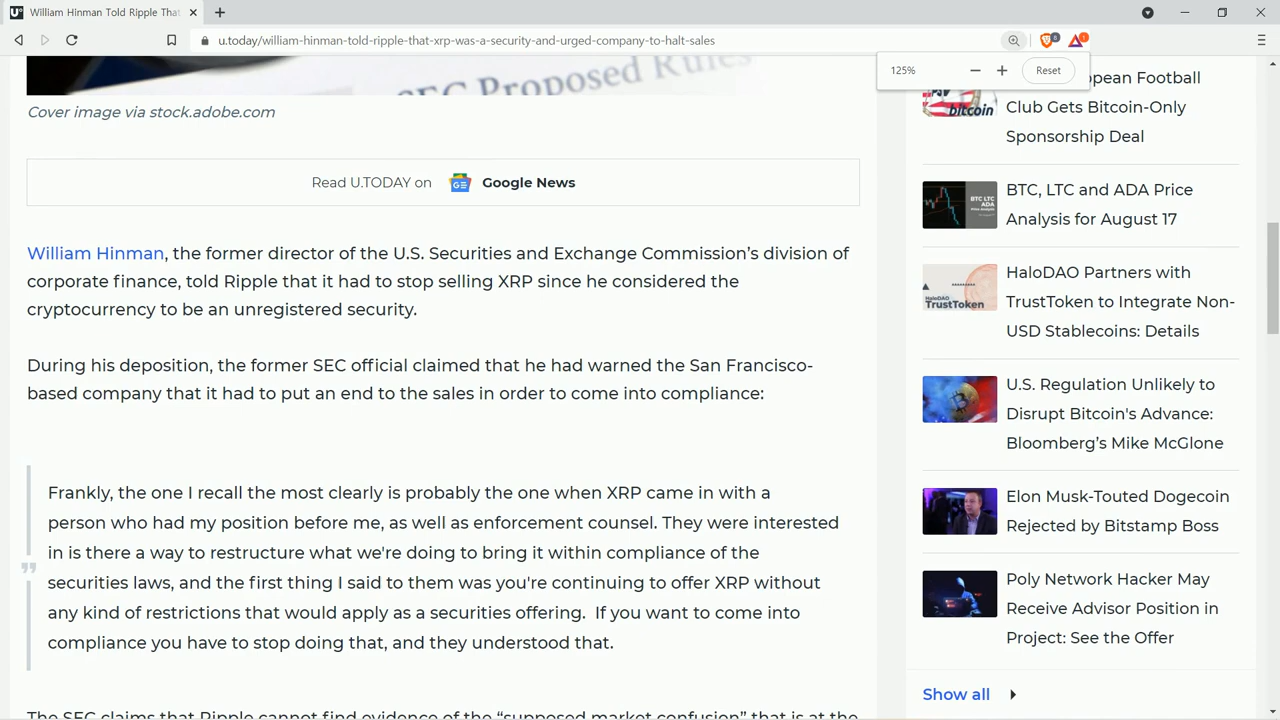 William Hinman Told Ripple That
u.today/william-hinman-told-ripple-that-xrp-was-a-security-and-urged-company-to-halt-sales
125%
Reset
SEC Proposed Rules
Cover image via stock.adobe.com
Read U.TODAY on Google News
William Hinman, the former director of the U.S. Securities and Exchange Commission’s division of
corporate finance, told Ripple that it had to stop selling XRP since he considered the
cryptocurrency to be an unregistered security.
During his deposition, the former SEC official claimed that he had warned the San Francisco-
based company that it had to put an end to the sales in order to come into compliance:
Frankly, the one I recall the most clearly is probably the one when XRP came in with a
person who had my position before me, as well as enforcement counsel. They were interested
in is there a way to restructure what we're doing to bring it within compliance of the
securities laws, and the first thing I said to them was you're continuing to offer XRP without
any kind of restrictions that would apply as a securities offering.  If you want to come into
compliance you have to stop doing that, and they understood that.
The SEC claims that Ripple cannot find evidence of the “supposed market confusion” that is at the
pean Football
Club Gets Bitcoin-Only
Sponsorship Deal
bitcoin
BTC, LTC and ADA Price
Analysis for August 17
HaloDAO Partners with
TrustToken to Integrate Non-
USD Stablecoins: Details
TrustToken
U.S. Regulation Unlikely to
Disrupt Bitcoin's Advance:
Bloomberg’s Mike McGlone
Elon Musk-Touted Dogecoin
Rejected by Bitstamp Boss
Poly Network Hacker May
Receive Advisor Position in
Project: See the Offer
Show all